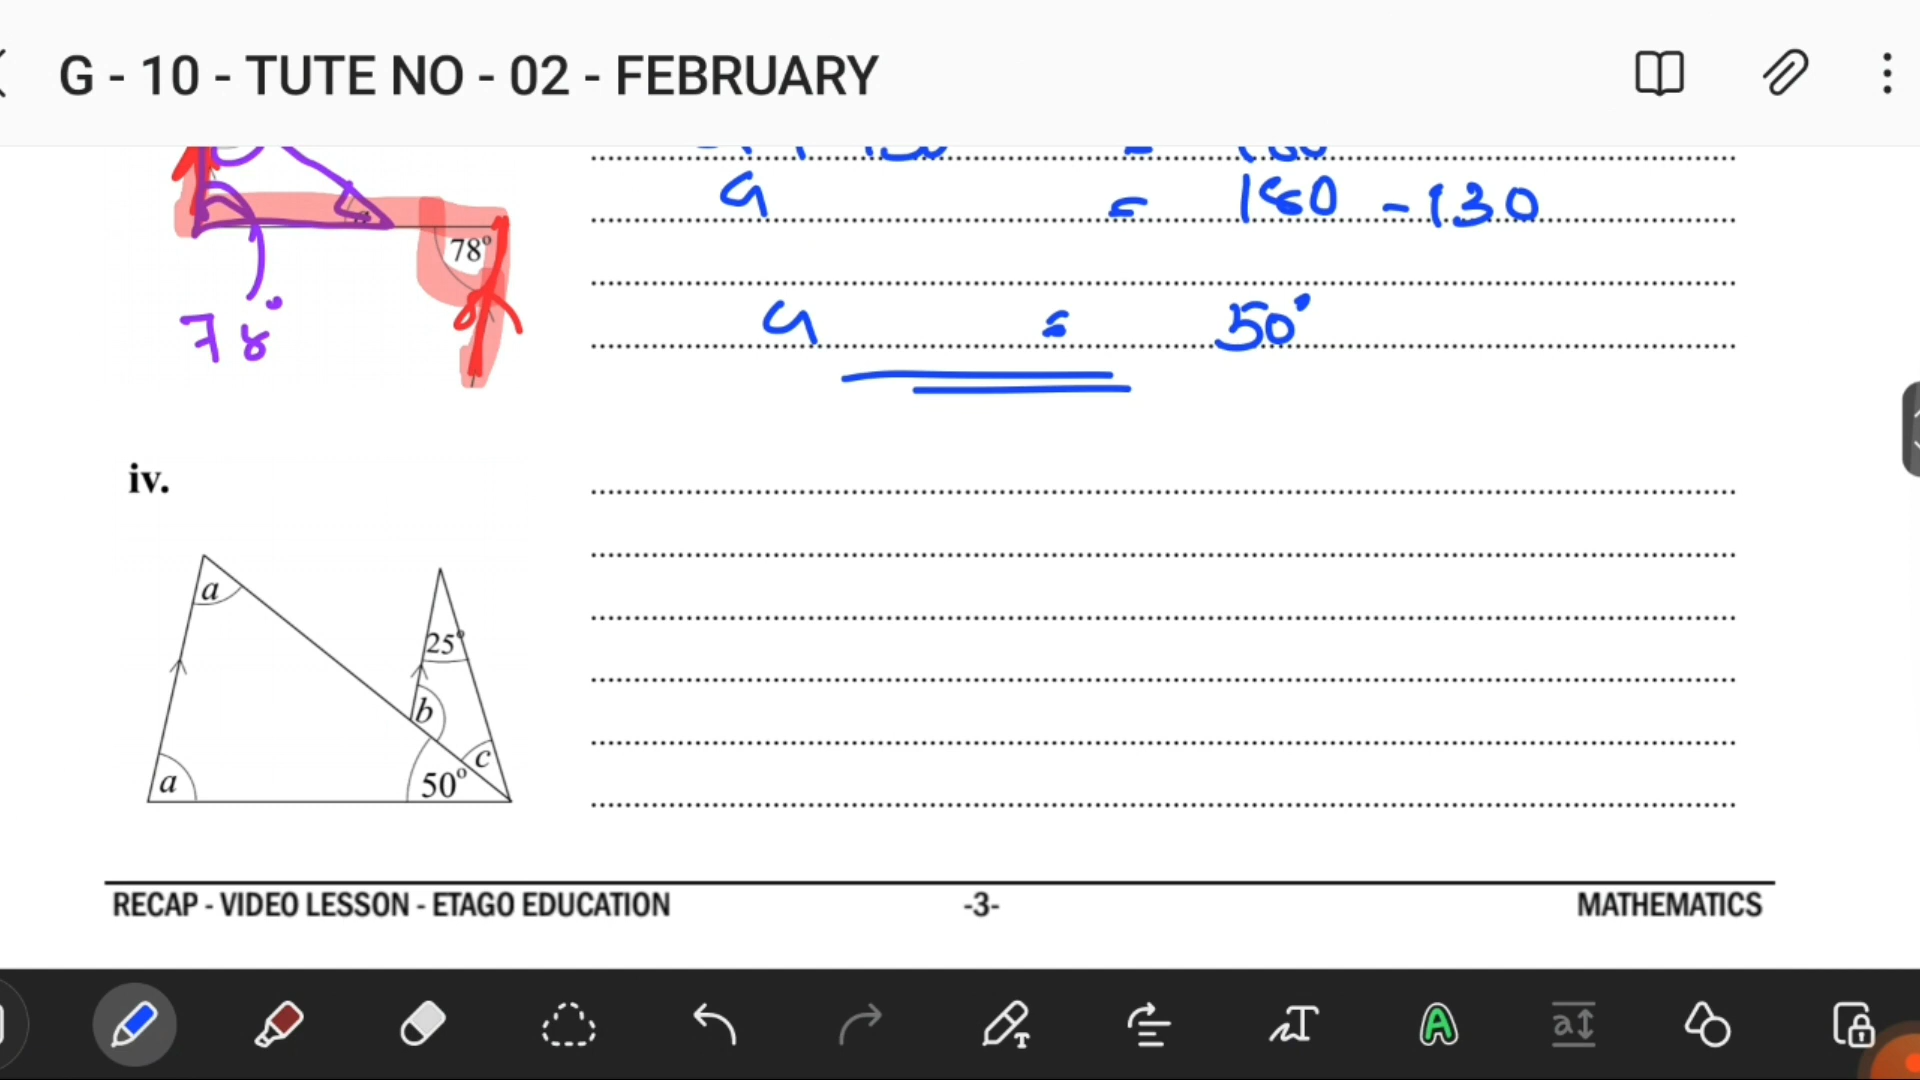 G - 10 - TUTE NO - 02 - FEBRUARY
a = 180 - 130
78°
a = 50°
78°
iv.
a
25°
b
c
a
50°
RECAP - VIDEO LESSON - ETAGO EDUCATION
-3-
MATHEMATICS